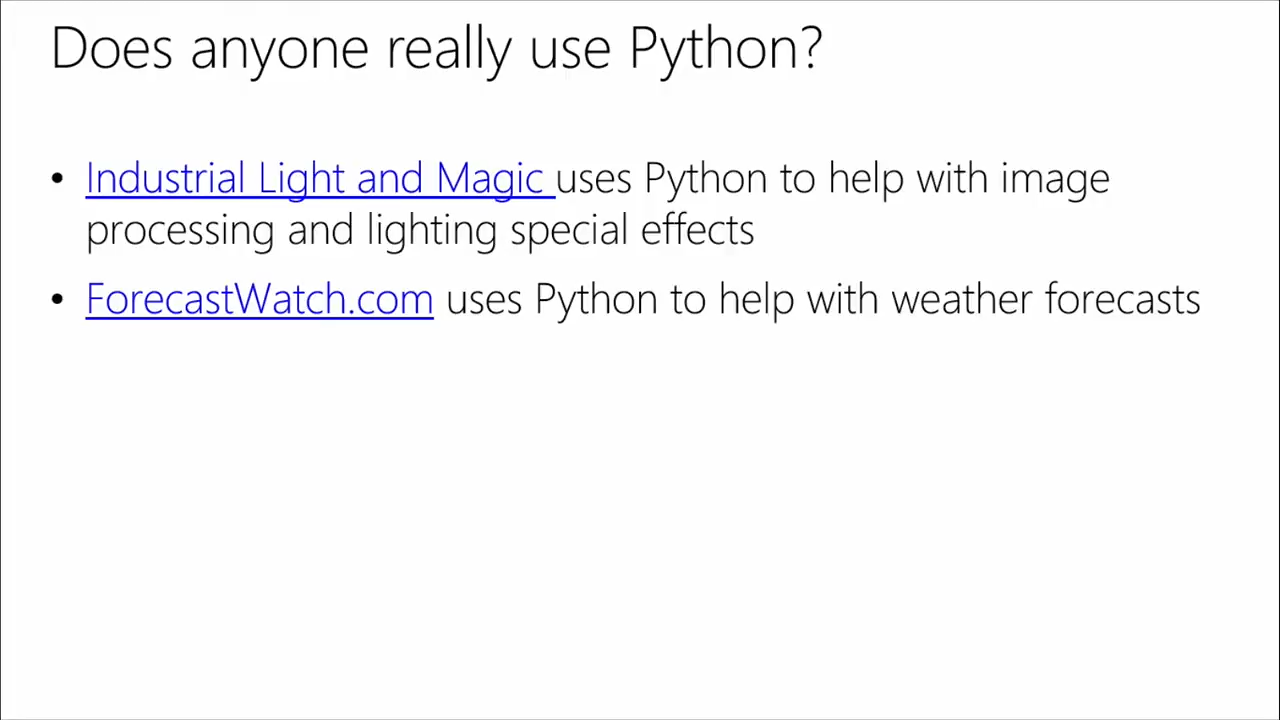 Does anyone really use Python?
• Industrial Light and Magic uses Python to help with image
processing and lighting special effects
• ForecastWatch.com uses Python to help with weather forecasts